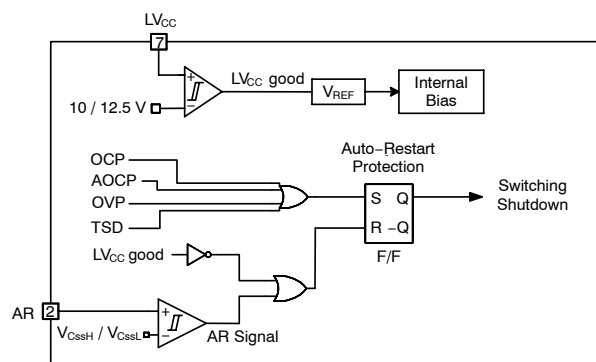 LVCC
7
LVCC good
10 / 12.5 V
+
−
VREF
Internal
Bias
Auto−Restart
Protection
OCP
AOCP
OVP
TSD
S Q
R −Q
F/F
Switching
Shutdown
LVCC good
AR 2
VCssH / VCssL
+
−
AR Signal